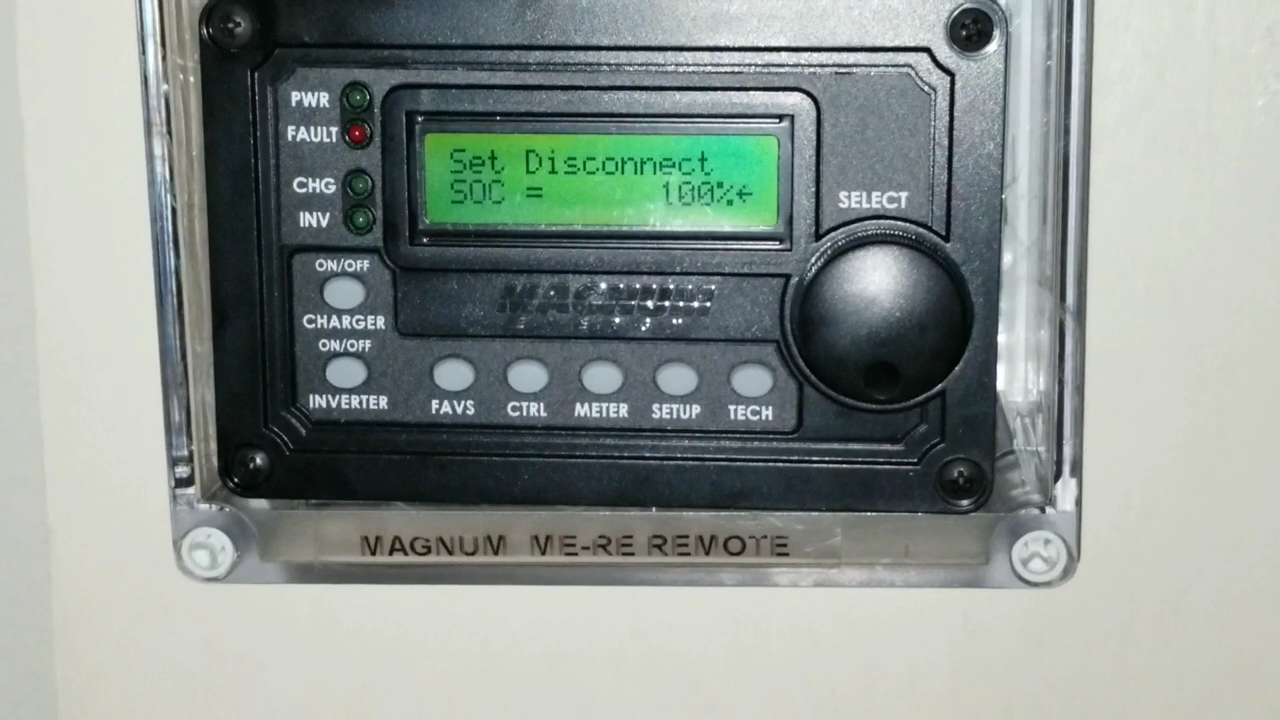 PWR
FAULT
CHG
INV
Set Disconnect
SOC = 100%←
SELECT
ON/OFF
CHARGER
ON/OFF
INVERTER
MAGNUM
FAVS CTRL METER SETUP TECH
MAGNUM ME-RE REMOTE